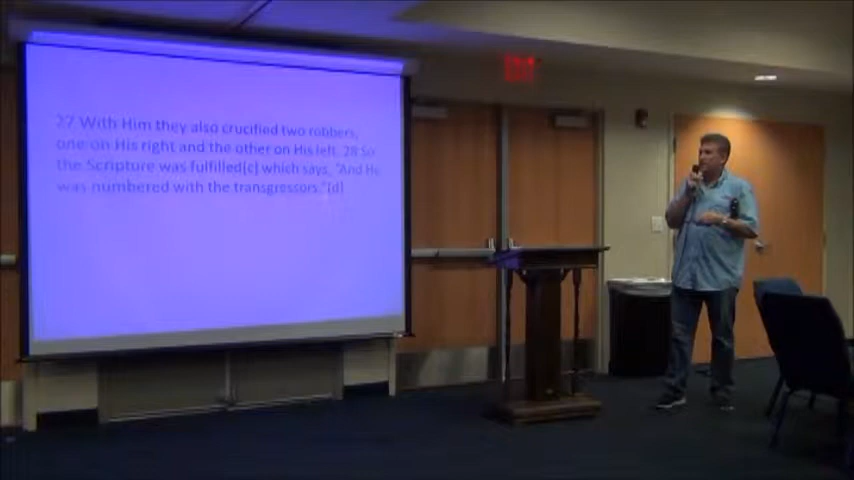 27 With Him they also crucified two robbers,
one on His right and the other on His left. 28 So
the Scripture was fulfilled[c] which says, "And He
was numbered with the transgressors."[d]
EXIT